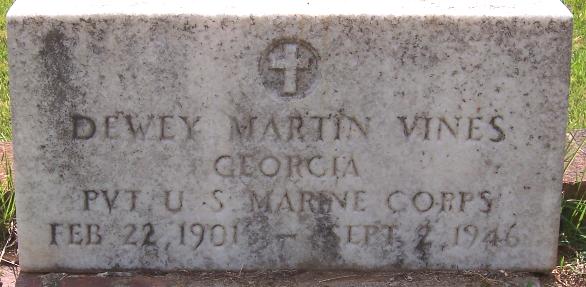 DEWEY MARTIN VINES
GEORGIA
PVT U S MARINE CORPS
FEB 22 1901 – SEPT 2 1946